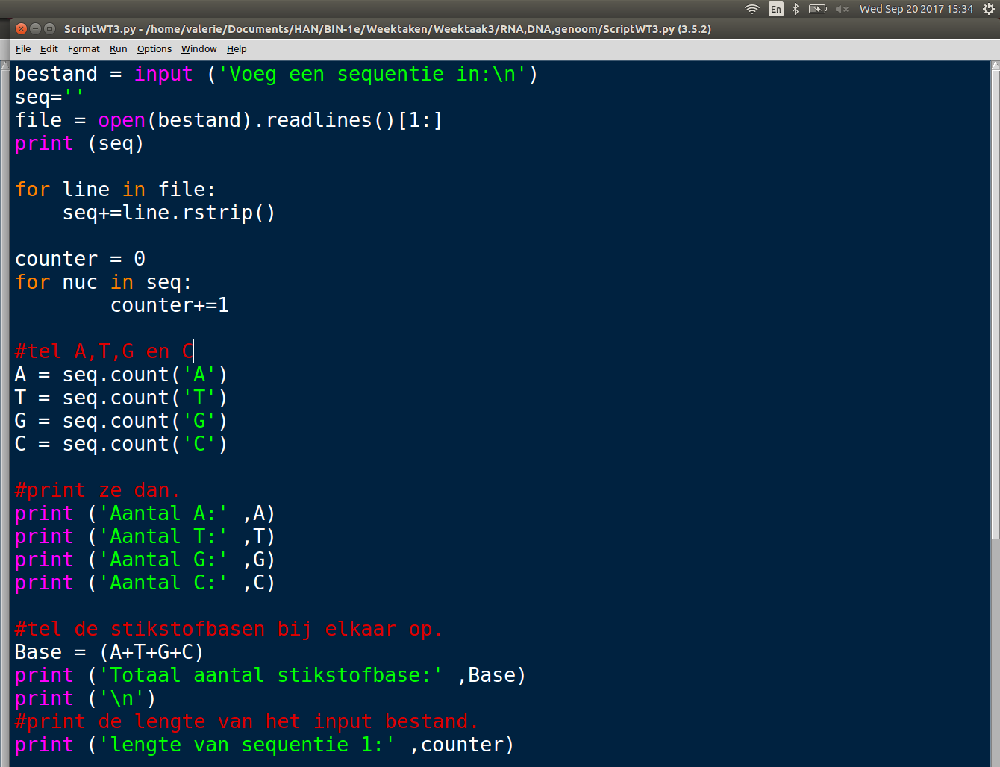 En Wed Sep 20 2017 15:34
ScriptWT3.py - /home/valerie/Documents/HAN/BIN-1e/Weektaken/Weektaak3/RNA,DNA,genoom/ScriptWT3.py (3.5.2)
File Edit Format Run Options Window Help
bestand = input ('Voeg een sequentie in:\n')
seq=''
file = open(bestand).readlines()[1:]
print (seq)

for line in file:
    seq+=line.rstrip()

counter = 0
for nuc in seq:
        counter+=1

#tel A,T,G en C
A = seq.count('A')
T = seq.count('T')
G = seq.count('G')
C = seq.count('C')

#print ze dan.
print ('Aantal A:' ,A)
print ('Aantal T:' ,T)
print ('Aantal G:' ,G)
print ('Aantal C:' ,C)

#tel de stikstofbasen bij elkaar op.
Base = (A+T+G+C)
print ('Totaal aantal stikstofbase:' ,Base)
print ('\n')
#print de lengte van het input bestand.
print ('lengte van sequentie 1:' ,counter)